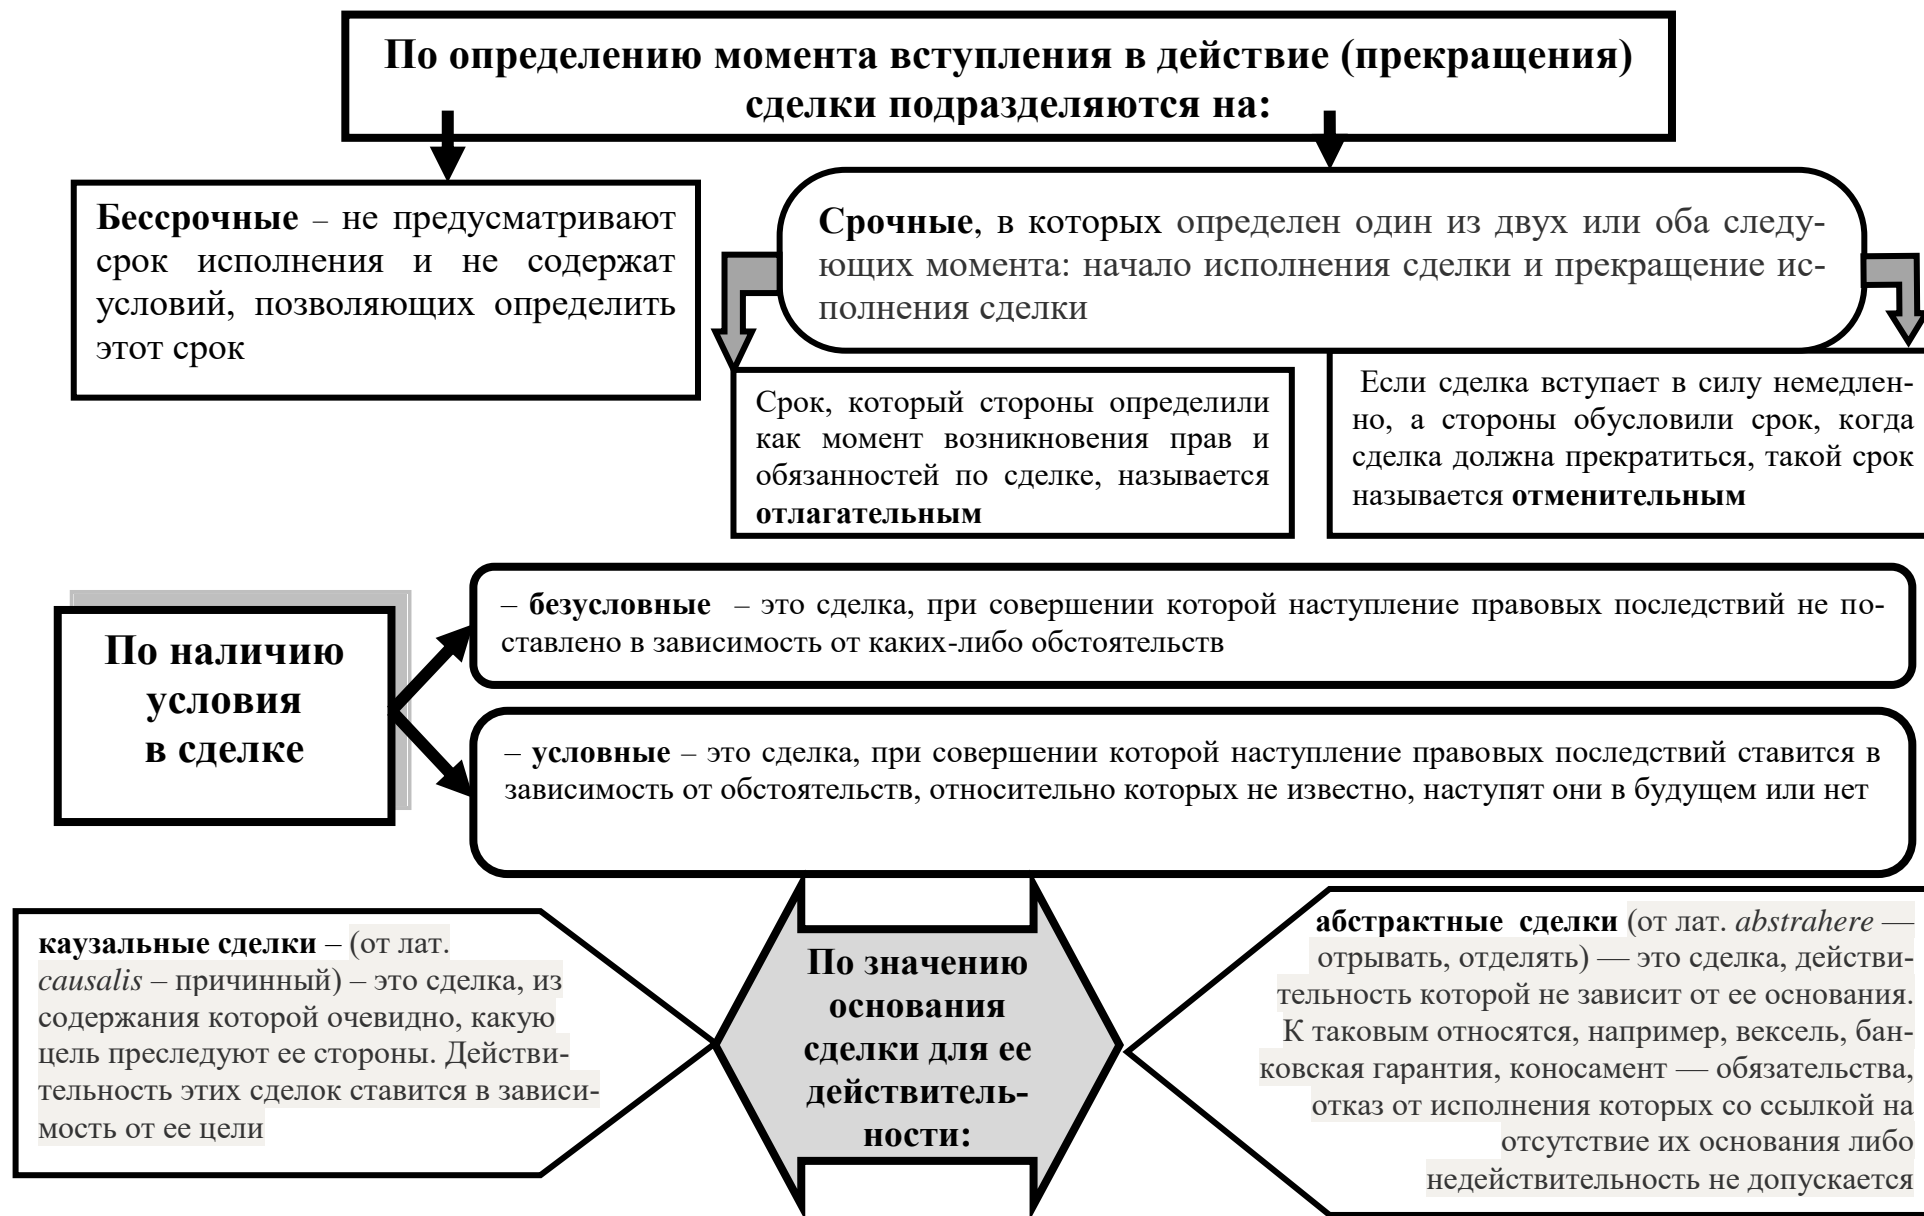 По определению момента вступления в действие (прекращения)
сделки подразделяются на:
Бессрочные – не предусматривают
срок исполнения и не содержат
условий, позволяющих определить
этот срок
Срочные, в которых определен один из двух или оба следу-
ющих момента: начало исполнения сделки и прекращение ис-
полнения сделки
Срок, который стороны определили
как момент возникновения прав и
обязанностей по сделке, называется
отлагательным
Если сделка вступает в силу немедлен-
но, а стороны обусловили срок, когда
сделка должна прекратиться, такой срок
называется отменительным
По наличию
условия
в сделке
– безусловные – это сделка, при совершении которой наступление правовых последствий не по-
ставлено в зависимость от каких-либо обстоятельств
– условные – это сделка, при совершении которой наступление правовых последствий ставится в
зависимость от обстоятельств, относительно которых не известно, наступят они в будущем или нет
каузальные сделки – (от лат.
causalis – причинный) – это сделка, из
содержания которой очевидно, какую
цель преследуют ее стороны. Действи-
тельность этих сделок ставится в зависи-
мость от ее цели
По значению
основания
сделки для ее
действитель-
ности:
абстрактные сделки (от лат. abstrahere —
отрывать, отделять) — это сделка, действи-
тельность которой не зависит от ее основания.
К таковым относятся, например, вексель, бан-
ковская гарантия, коносамент — обязательства,
отказ от исполнения которых со ссылкой на
отсутствие их основания либо
недействительность не допускается